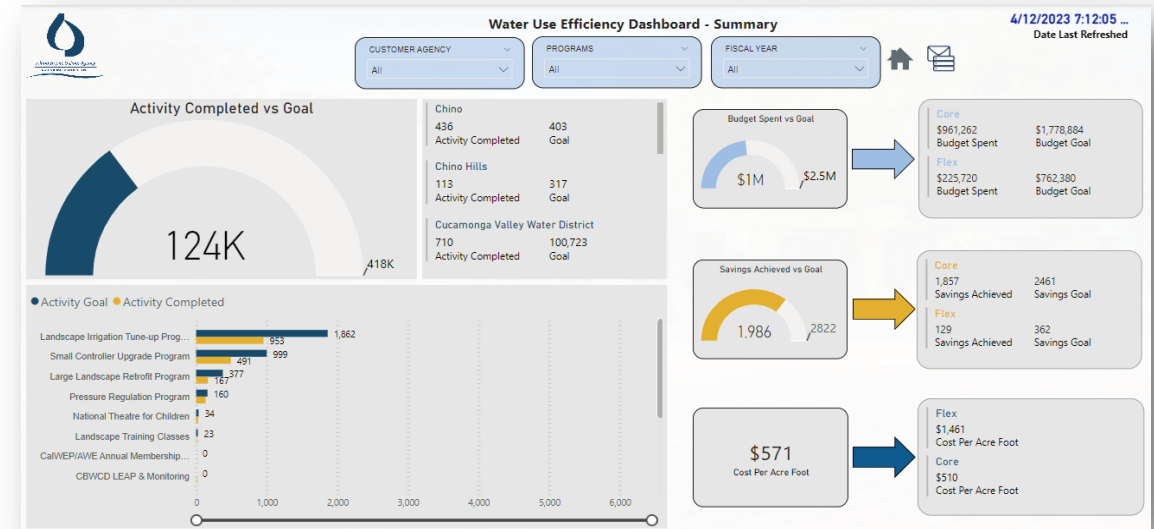 Water Use Efficiency Dashboard - Summary
4/12/2023 7:12:05 ...
Date Last Refreshed
CUSTOMER AGENCY
All
PROGRAMS
All
FISCAL YEAR
All
Activity Completed vs Goal
124K
418K
Chino
436 403
Activity Completed Goal
Chino Hills
113 317
Activity Completed Goal
Cucamonga Valley Water District
710 100,723
Activity Completed Goal
Budget Spent vs Goal
$1M
$2.5M
Core
$961,262 $1,778,884
Budget Spent Budget Goal
Flex
$225,720 $762,380
Budget Spent Budget Goal
Activity Goal Activity Completed
Landscape Irrigation Tune-up Prog... 1,862
953
Small Controller Upgrade Program 999
491
Large Landscape Retrofit Program 377
167
Pressure Regulation Program 160
National Theatre for Children 34
Landscape Training Classes 23
CalWEP/AWE Annual Membership... 0
CBWCD LEAP & Monitoring 0
0 1,000 2,000 3,000 4,000 5,000 6,000
Savings Achieved vs Goal
1,986
2822
Core
1,857 2461
Savings Achieved Savings Goal
Flex
129 362
Savings Achieved Savings Goal
$571
Cost Per Acre Foot
Flex
$1,461
Cost Per Acre Foot
Core
$510
Cost Per Acre Foot